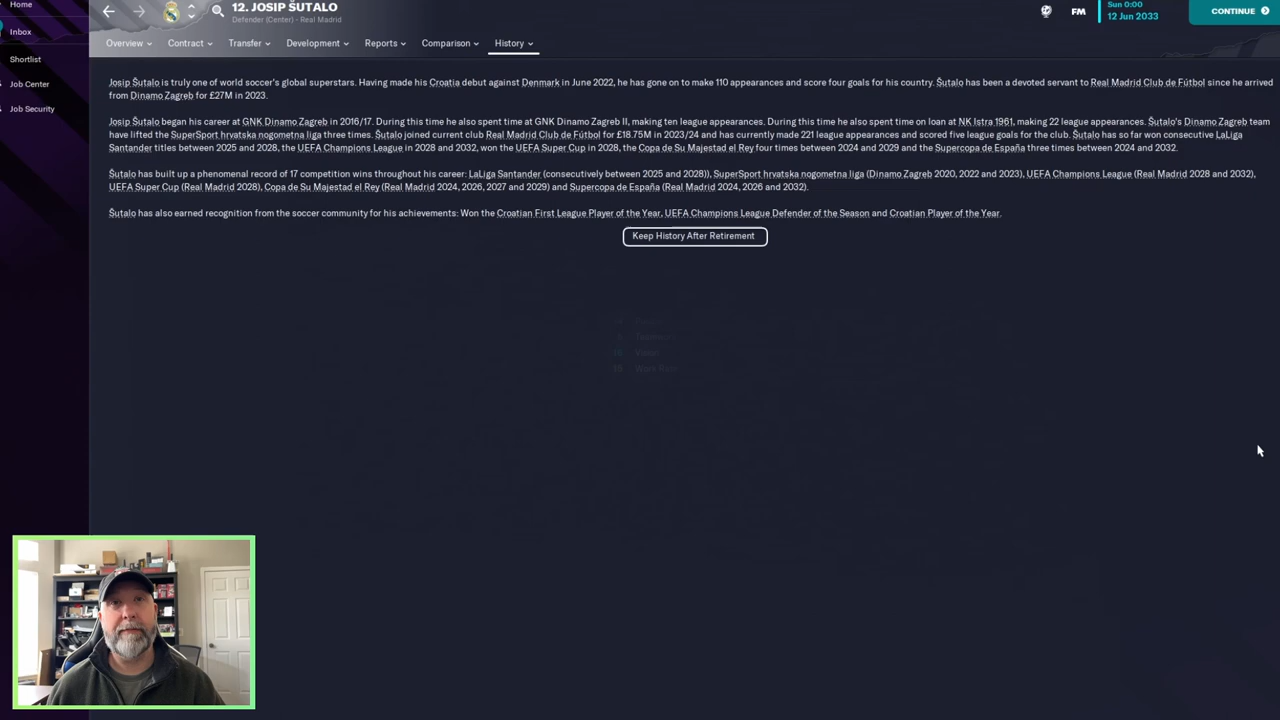 Home
12. JOSIP ŠUTALO
Defender (Center) - Real Madrid
FM
Sun 0:00
12 Jun 2033
CONTINUE
Inbox
Shortlist
Job Center
Job Security
Overview
Contract
Transfer
Development
Reports
Comparison
History
Josip Šutalo is truly one of world soccer's global superstars. Having made his Croatia debut against Denmark in June 2022, he has gone on to make 110 appearances and score four goals for his country. Šutalo has been a devoted servant to Real Madrid Club de Fútbol since he arrived
from Dinamo Zagreb for £27M in 2023.
Josip Šutalo began his career at GNK Dinamo Zagreb in 2016/17. During this time he also spent time at GNK Dinamo Zagreb II, making ten league appearances. During this time he also spent time on loan at NK Istra 1961, making 22 league appearances. Šutalo's Dinamo Zagreb team
have lifted the SuperSport hrvatska nogometna liga three times. Šutalo joined current club Real Madrid Club de Fútbol for £18.75M in 2023/24 and has currently made 221 league appearances and scored five league goals for the club. Šutalo has so far won consecutive LaLiga
Santander titles between 2025 and 2028, the UEFA Champions League in 2028 and 2032, won the UEFA Super Cup in 2028, the Copa de Su Majestad el Rey four times between 2024 and 2029 and the Supercopa de España three times between 2024 and 2032.
Šutalo has built up a phenomenal record of 17 competition wins throughout his career: LaLiga Santander (consecutively between 2025 and 2028)), SuperSport hrvatska nogometna liga (Dinamo Zagreb 2020, 2022 and 2023), UEFA Champions League (Real Madrid 2028 and 2032),
UEFA Super Cup (Real Madrid 2028), Copa de Su Majestad el Rey (Real Madrid 2024, 2026, 2027 and 2029) and Supercopa de España (Real Madrid 2024, 2026 and 2032).
Šutalo has also earned recognition from the soccer community for his achievements: Won the Croatian First League Player of the Year, UEFA Champions League Defender of the Season and Croatian Player of the Year.
Keep History After Retirement
Vision
Work Rate